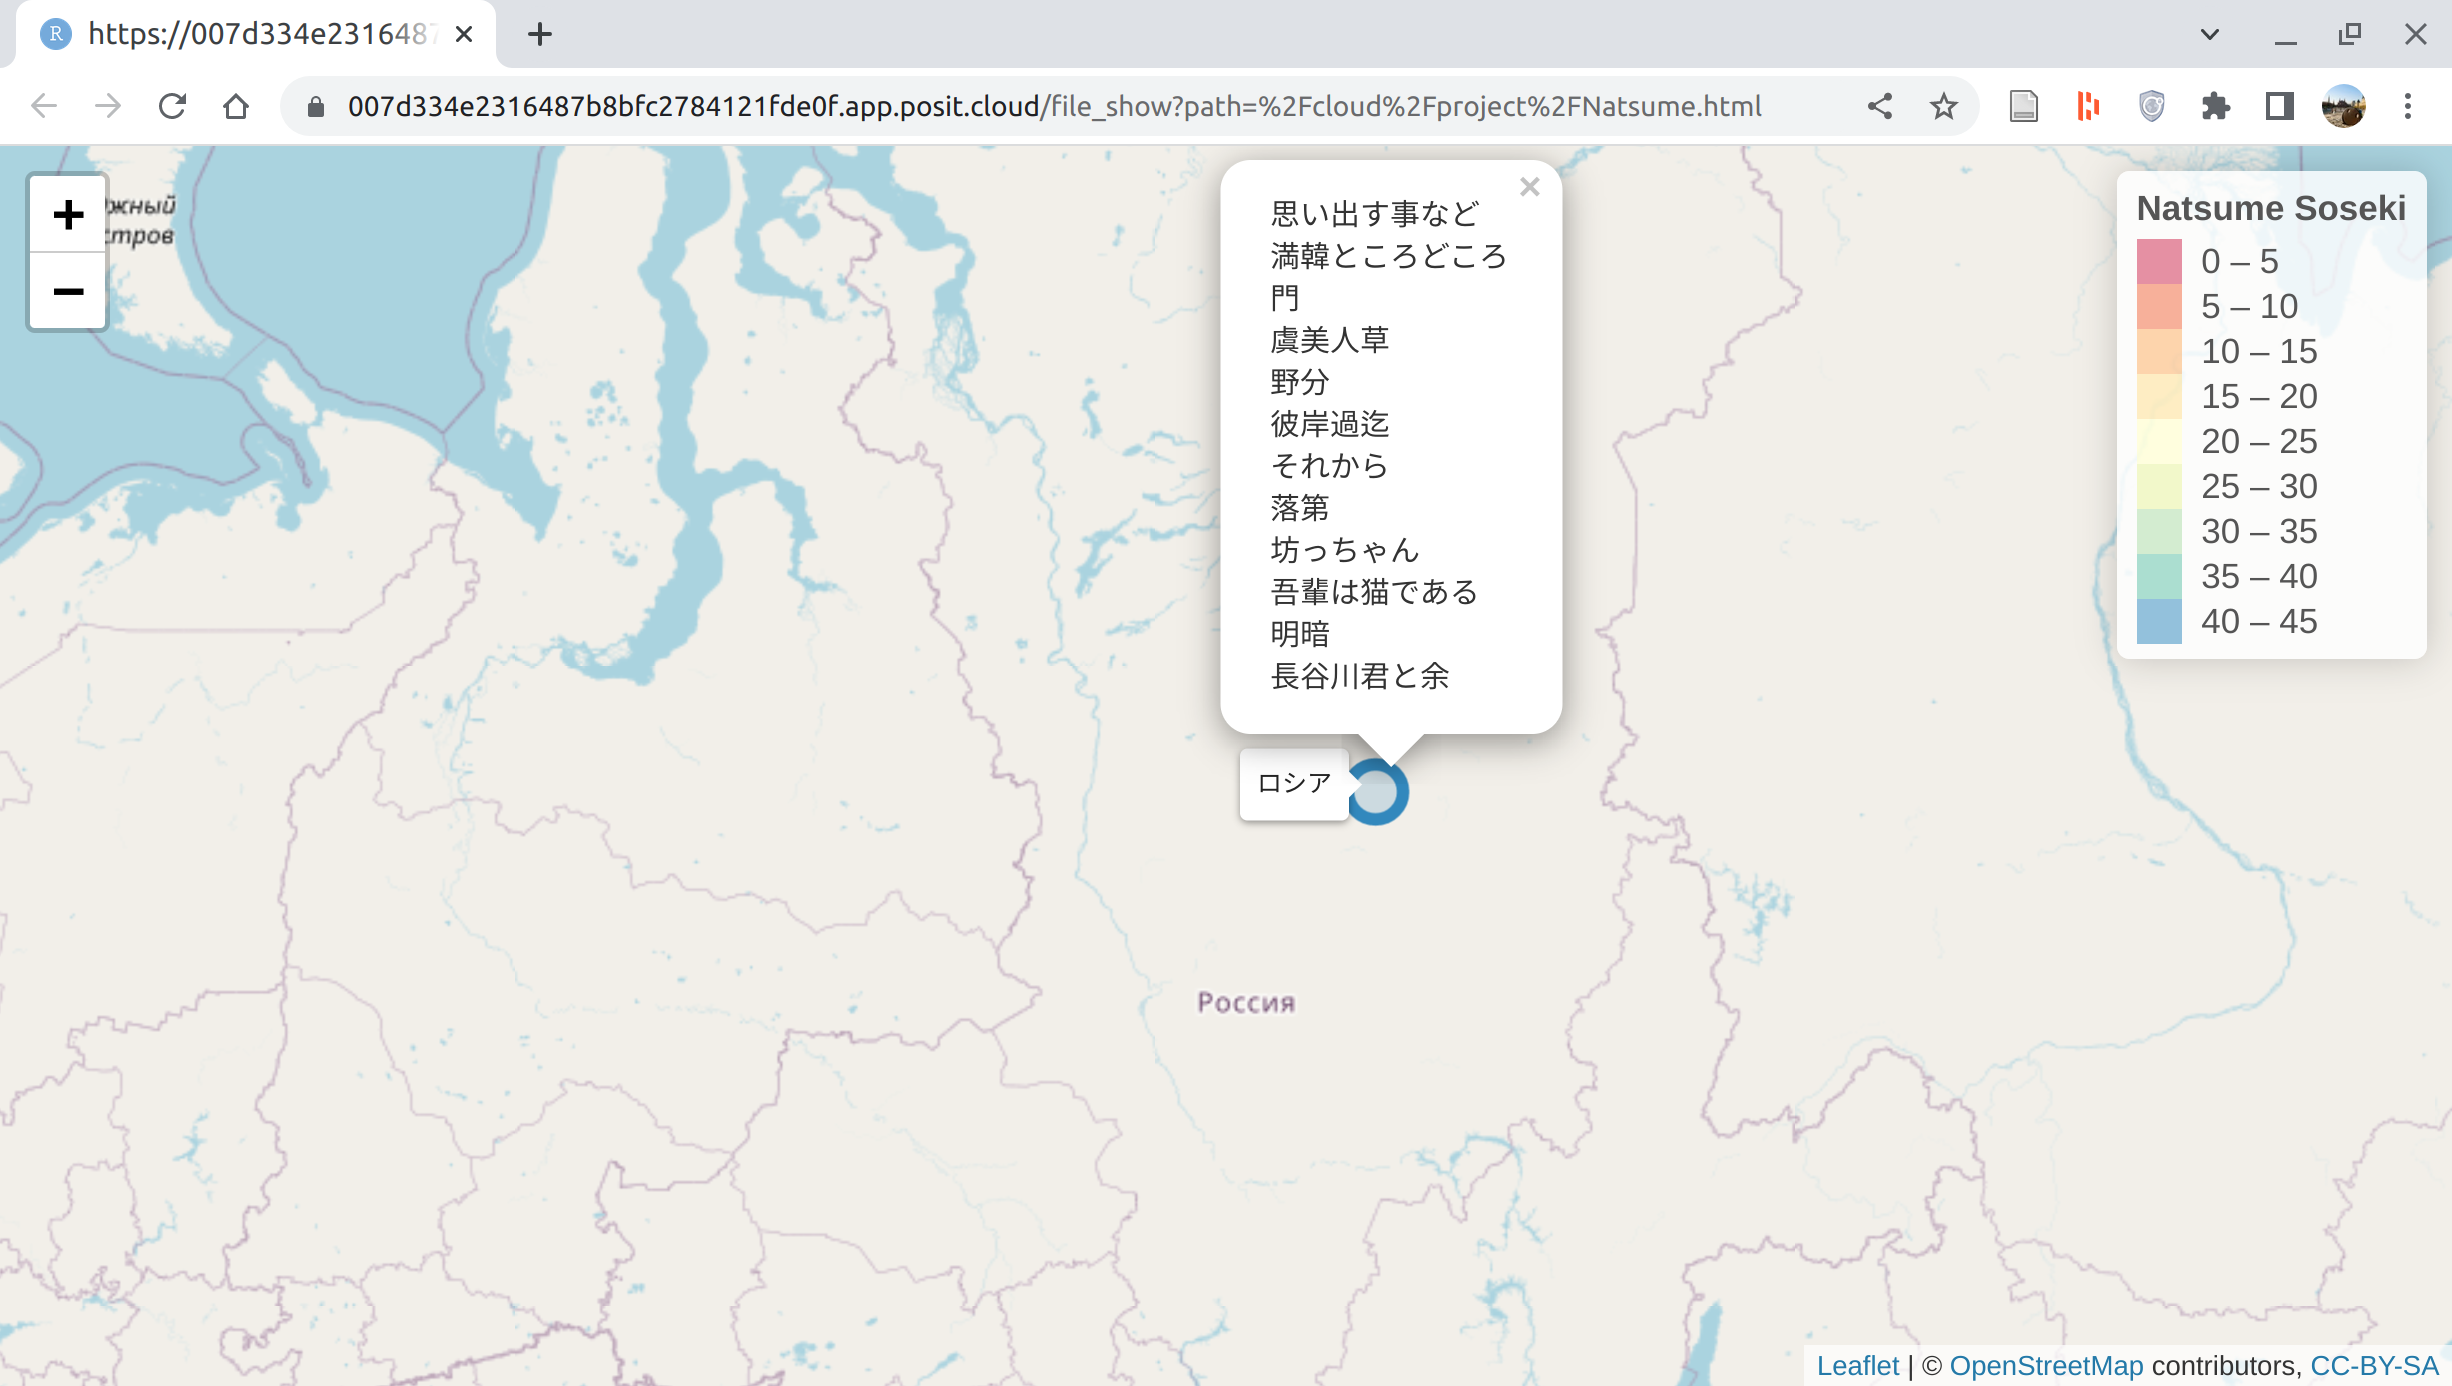 https://007d334e2316487
007d334e2316487b8bfc2784121fde0f.app.posit.cloud/file_show?path=%2Fcloud%2Fproject%2FNatsume.html
+
−
жный
стров
思い出す事など
満韓ところどころ
門
虞美人草
野分
彼岸過迄
それから
落第
坊っちゃん
吾輩は猫である
明暗
長谷川君と余
ロシア
Россия
Natsume Soseki
0 – 5
5 – 10
10 – 15
15 – 20
20 – 25
25 – 30
30 – 35
35 – 40
40 – 45
Leaflet | © OpenStreetMap contributors, CC-BY-SA